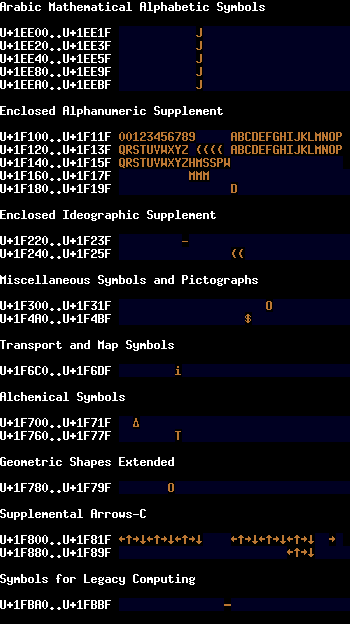 Arabic Mathematical Alphabetic Symbols
U+1EE00..U+1EE1F J
U+1EE20..U+1EE3F J
U+1EE40..U+1EE5F J
U+1EE80..U+1EE9F J
U+1EEA0..U+1EEBF J
Enclosed Alphanumeric Supplement
U+1F100..U+1F11F 00123456789 ABCDEFGHIJKLMNOP
U+1F120..U+1F13F QRSTUVWXYZ (((( ABCDEFGHIJKLMNOP
U+1F140..U+1F15F QRSTUVWXYZHMSSPW
U+1F160..U+1F17F MMM
U+1F180..U+1F19F D
Enclosed Ideographic Supplement
U+1F220..U+1F23F –
U+1F240..U+1F25F ((
Miscellaneous Symbols and Pictographs
U+1F300..U+1F31F O
U+1F4A0..U+1F4BF $
Transport and Map Symbols
U+1F6C0..U+1F6DF i
Alchemical Symbols
U+1F700..U+1F71F Δ
U+1F760..U+1F77F T
Geometric Shapes Extended
U+1F780..U+1F79F O
Supplemental Arrows-C
U+1F800..U+1F81F ←↑→↓←↑→↓←↑→↓ ←↑→↓←↑→↓←↑→↓ →
U+1F880..U+1F89F ←↑→↓
Symbols for Legacy Computing
U+1FBA0..U+1FBBF –